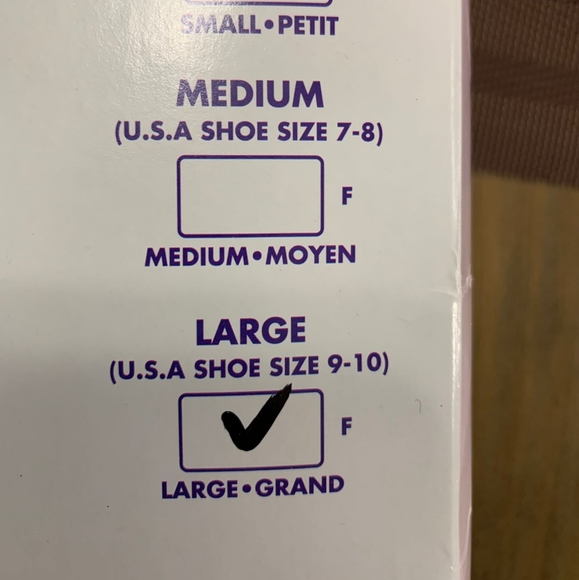 SMALL•PETIT
MEDIUM
(U.S.A SHOE SIZE 7-8)
F
MEDIUM•MOYEN
LARGE
(U.S.A SHOE SIZE 9-10)
F
LARGE•GRAND